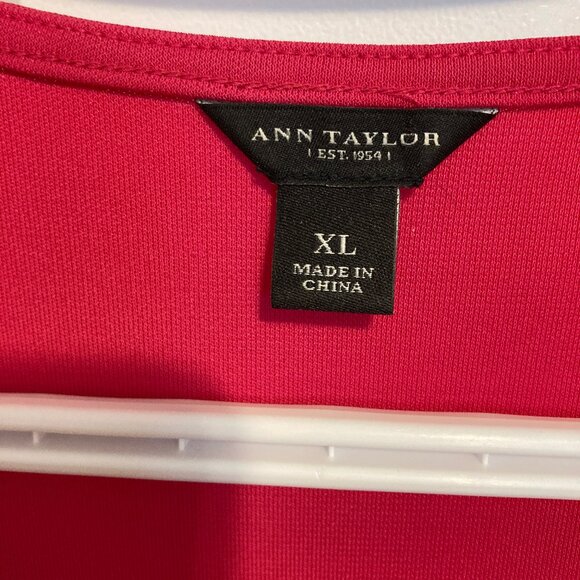 ANN TAYLOR
| EST. 1954 |
XL
MADE IN
CHINA